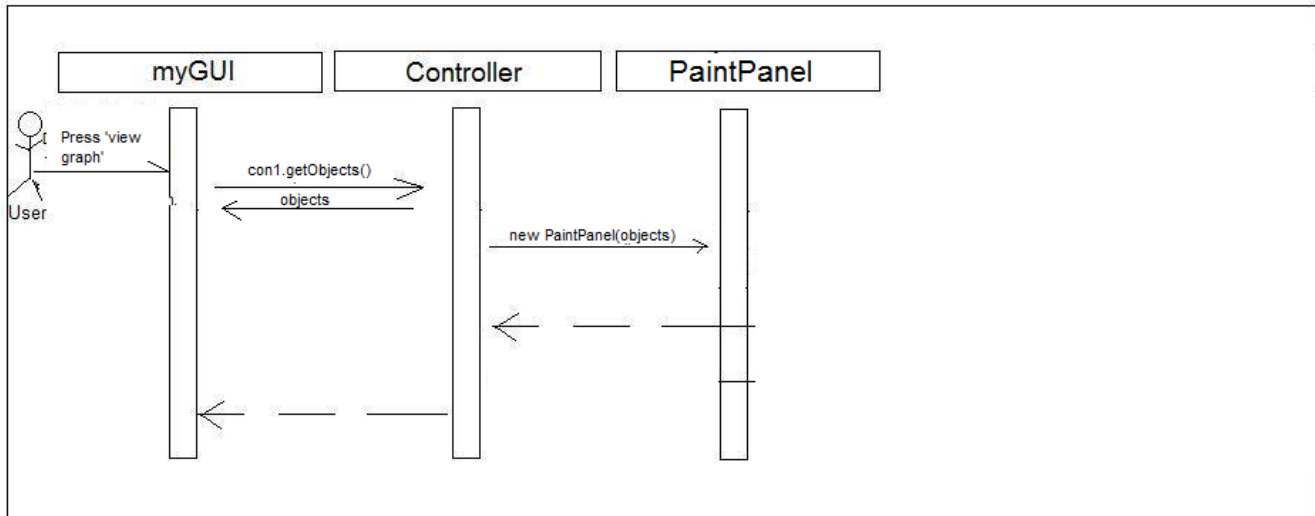 myGUI
Controller
PaintPanel
Press 'view
graph'
con1.getObjects()
objects
User
new PaintPanel(objects)